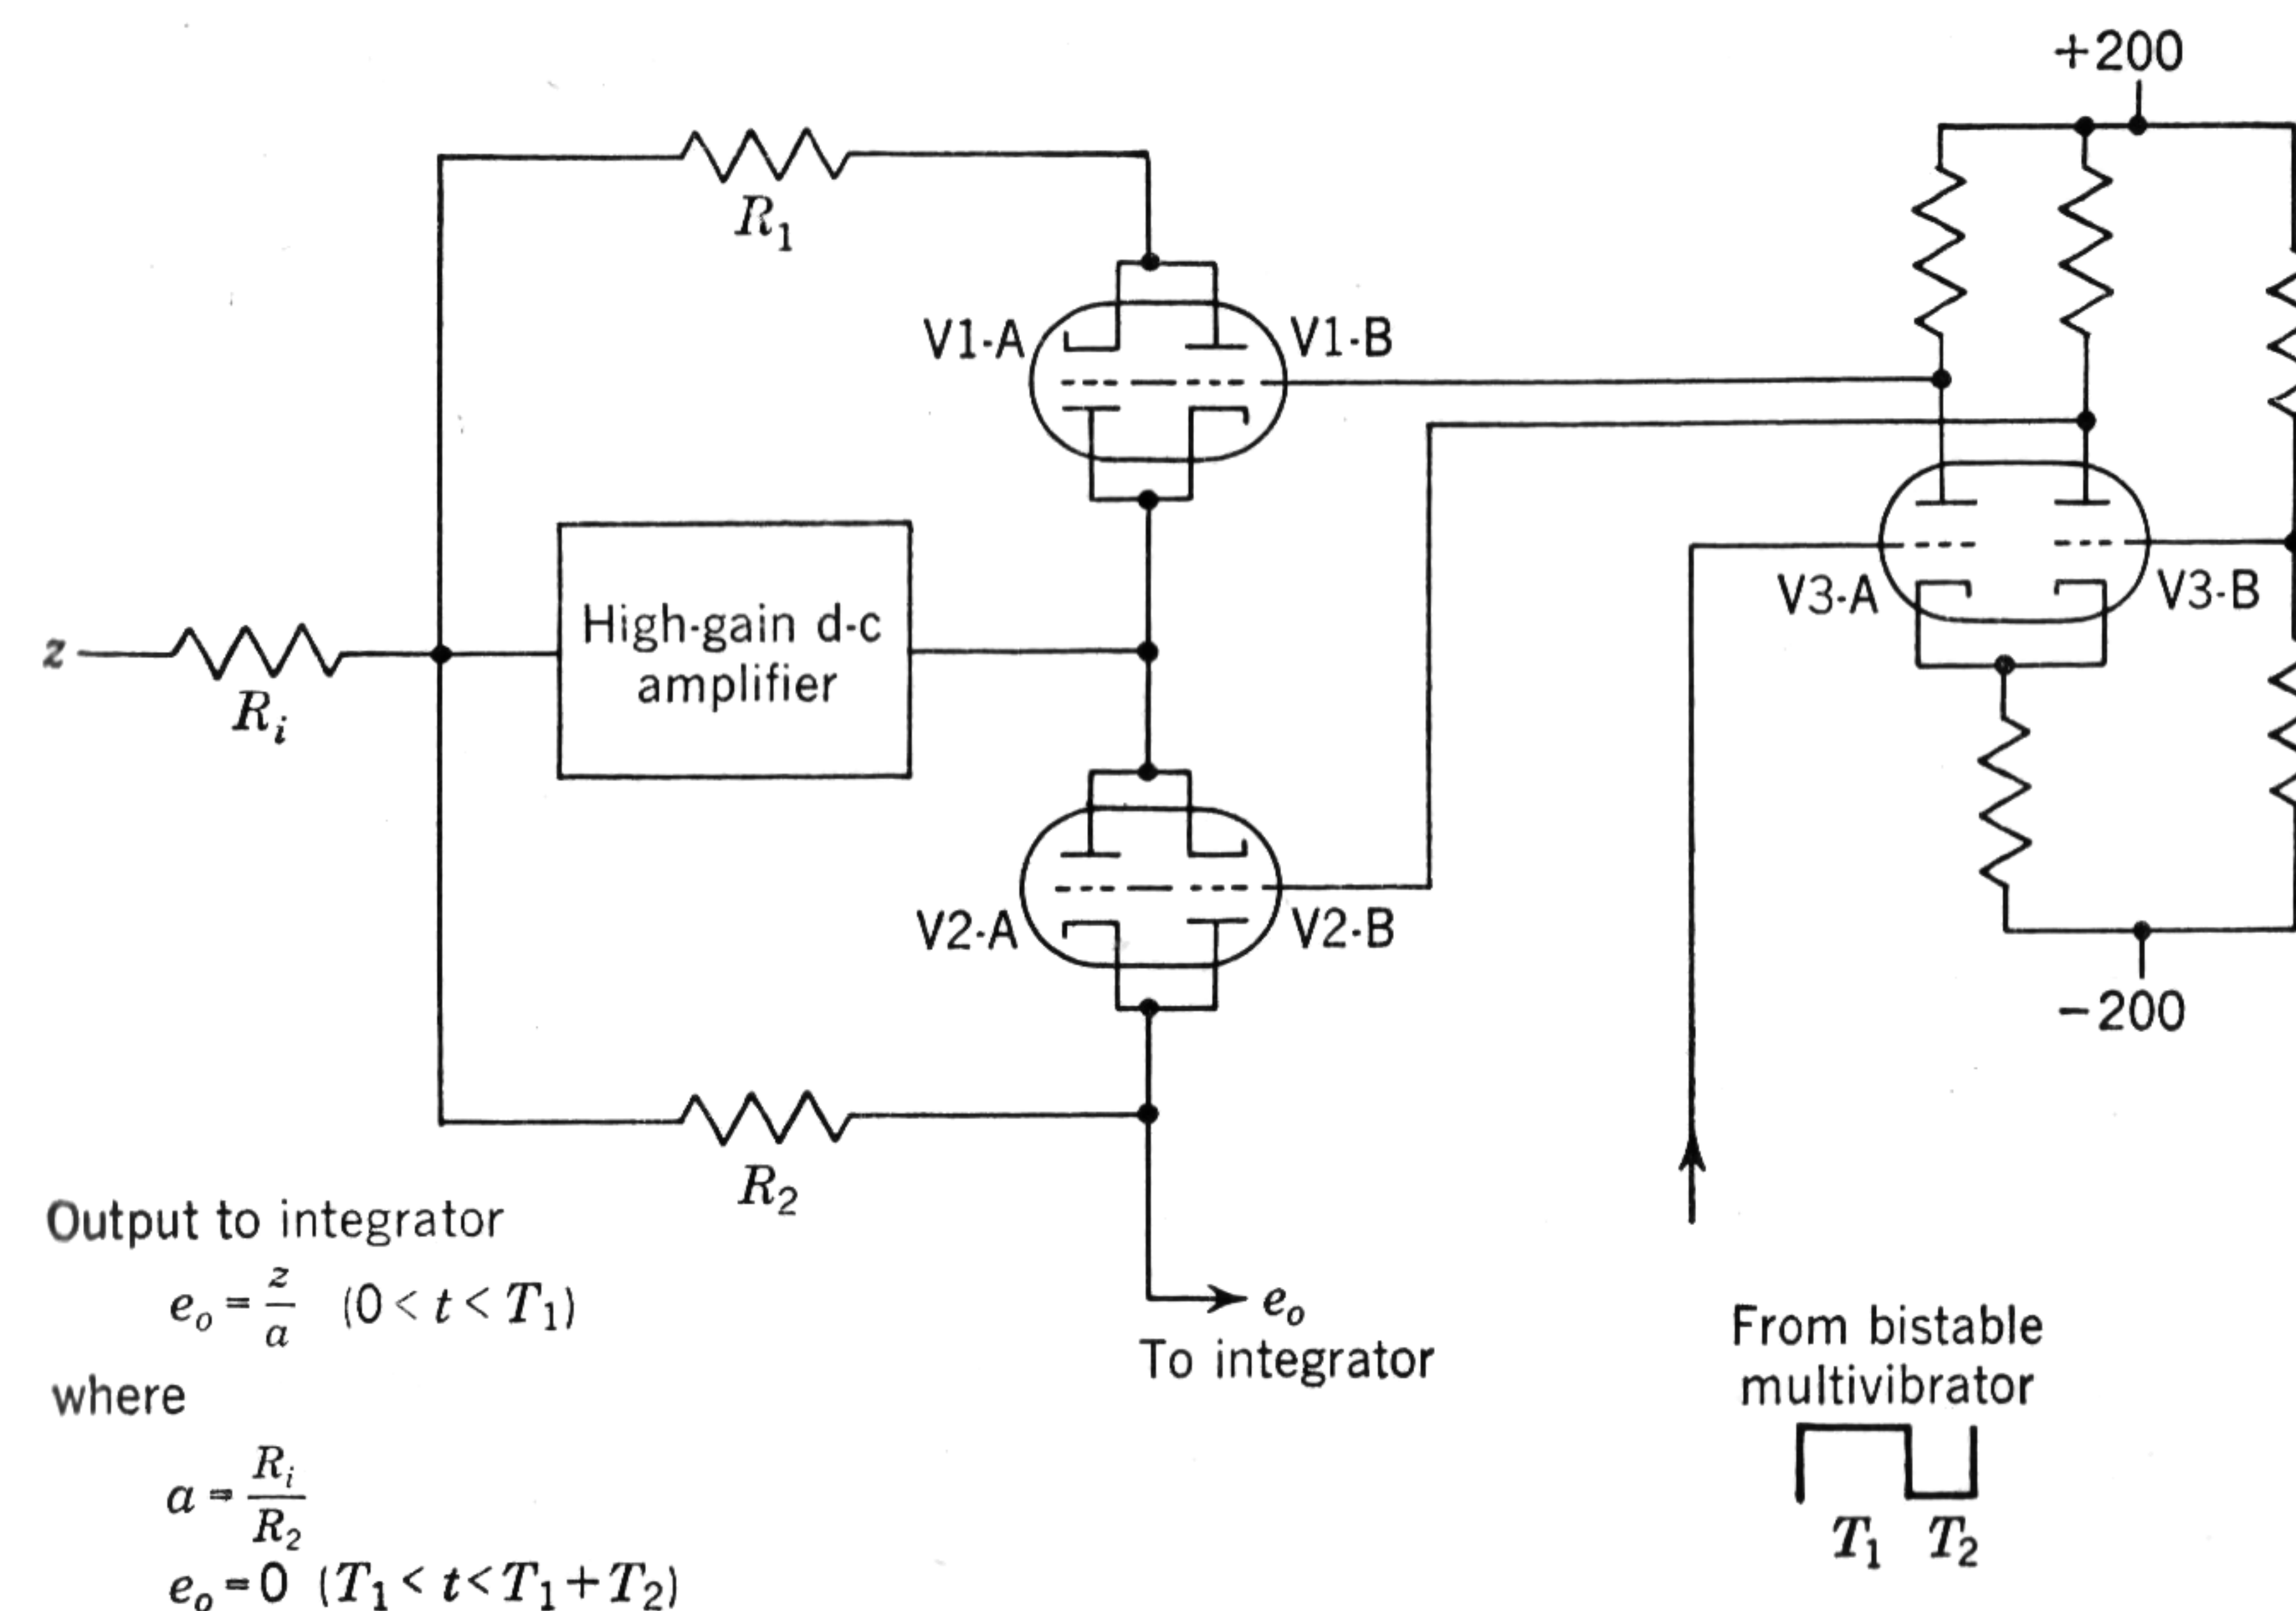 +200
R₁
V1-A
V1-B
High-gain d-c
amplifier
z
Rᵢ
V3-A
V3-B
V2-A
V2-B
−200
R₂
Output to integrator
eₒ = z/a (0 < t < T₁)
where
a = Rᵢ/R₂
eₒ = 0 (T₁ < t < T₁ + T₂)
eₒ
To integrator
From bistable
multivibrator
T₁ T₂